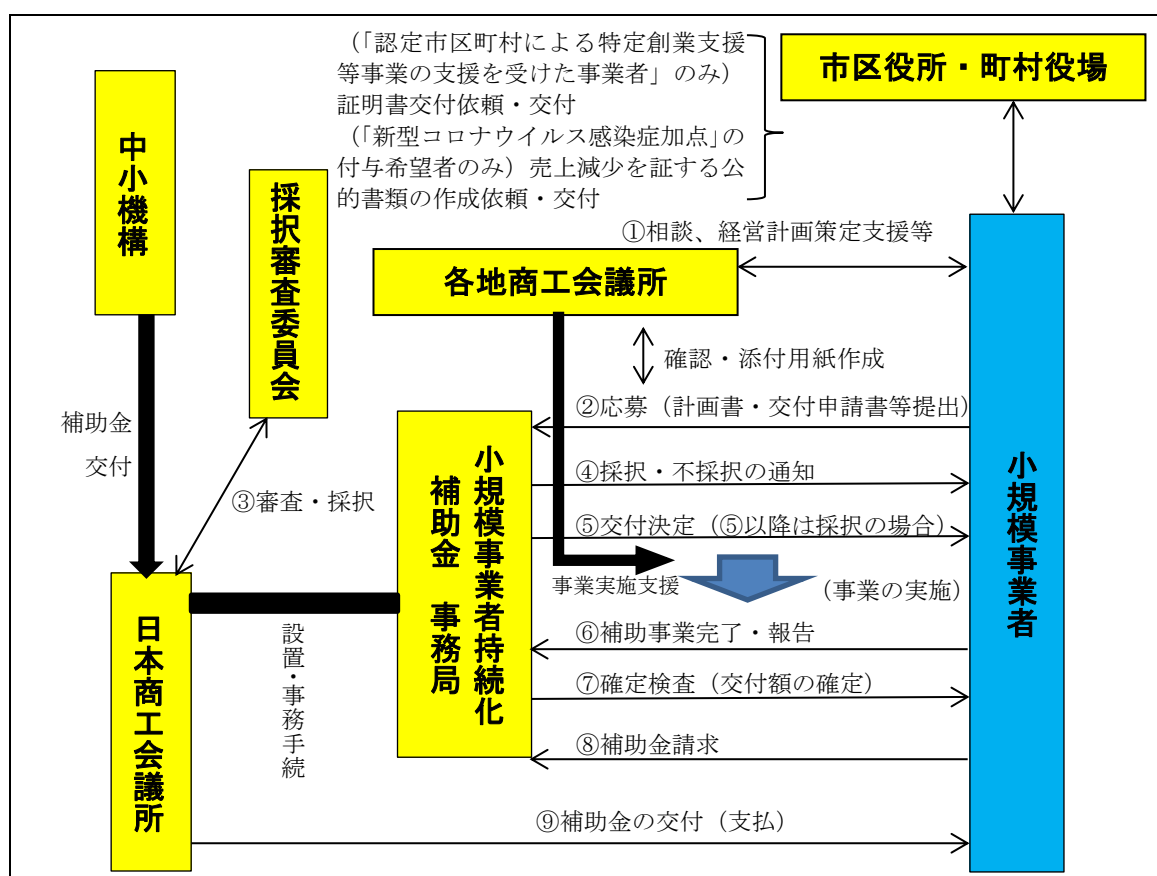 （「認定市区町村による特定創業支援
等事業の支援を受けた事業者」のみ）
証明書交付依頼・交付
（「新型コロナウイルス感染症加点」の
付与希望者のみ）売上減少を証する公
的書類の作成依頼・交付
市区役所・町村役場
中小機構
採択審査委員会
①相談、経営計画策定支援等
各地商工会議所
確認・添付用紙作成
補助金
交付
②応募（計画書・交付申請書等提出）
③審査・採択
④採択・不採択の通知
⑤交付決定（⑤以降は採択の場合）
小規模事業者持続化
補助金　事務局
小規模事業者
事業実施支援
（事業の実施）
日本商工会議所
設置・事務手続
⑥補助事業完了・報告
⑦確定検査（交付額の確定）
⑧補助金請求
⑨補助金の交付（支払）